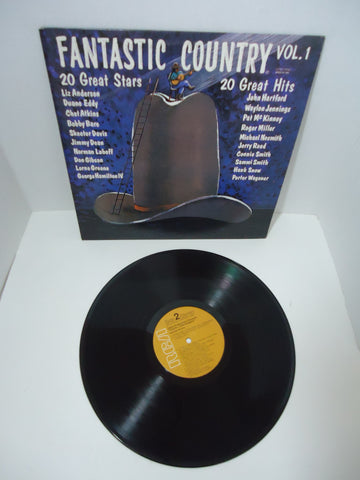 FANTASTIC COUNTRY VOL. 1
20 Great Stars
20 Great Hits
Liz Anderson
Duane Eddy
Chet Atkins
Bobby Bare
Skeeter Davis
Jimmy Dean
Norman Luboff
Don Gibson
Lorne Greene
George Hamilton IV
John Hartford
Waylon Jennings
Pat Mc Kinney
Roger Miller
Michael Nesmith
Jerry Reed
Connie Smith
Sammi Smith
Hank Snow
Porter Wagoner
2
RCA